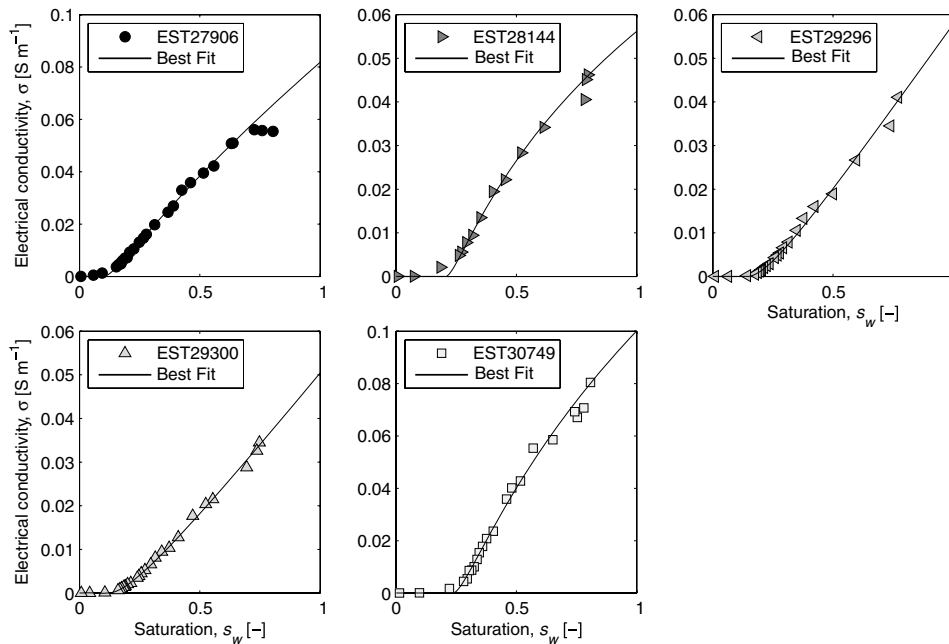 EST27906
Best Fit
Electrical conductivity, σ [S m⁻¹]
0.1
0.08
0.06
0.04
0.02
0
0 0.5 1
EST28144
Best Fit
0.06
0.05
0.04
0.03
0.02
0.01
0
0 0.5 1
EST29296
Best Fit
0.06
0.05
0.04
0.03
0.02
0.01
0
0 0.5
Saturation, s_w [–]
EST29300
Best Fit
Electrical conductivity, σ [S m⁻¹]
0.06
0.05
0.04
0.03
0.02
0.01
0
0 0.5 1
Saturation, s_w [–]
EST30749
Best Fit
0.1
0.08
0.06
0.04
0.02
0
0 0.5 1
Saturation, s_w [–]